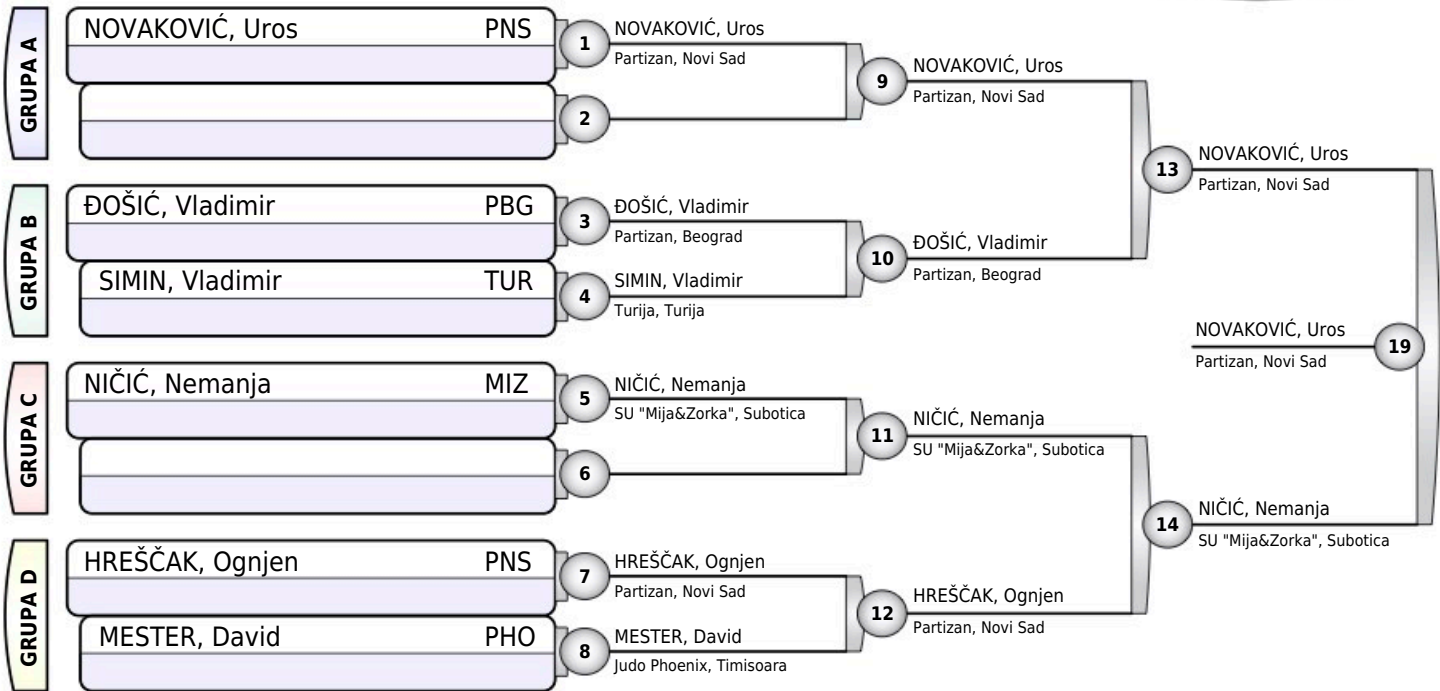 GRUPA A
NOVAKOVIĆ, Uros PNS
1
NOVAKOVIĆ, Uros
Partizan, Novi Sad
2
9
NOVAKOVIĆ, Uros
Partizan, Novi Sad
GRUPA B
ĐOŠIĆ, Vladimir PBG
3
ĐOŠIĆ, Vladimir
Partizan, Beograd
SIMIN, Vladimir TUR
4
SIMIN, Vladimir
Turija, Turija
10
ĐOŠIĆ, Vladimir
Partizan, Beograd
13
NOVAKOVIĆ, Uros
Partizan, Novi Sad
NOVAKOVIĆ, Uros
Partizan, Novi Sad
19
GRUPA C
NIČIĆ, Nemanja MIZ
5
NIČIĆ, Nemanja
SU "Mija&Zorka", Subotica
6
11
NIČIĆ, Nemanja
SU "Mija&Zorka", Subotica
14
NIČIĆ, Nemanja
SU "Mija&Zorka", Subotica
GRUPA D
HREŠČAK, Ognjen PNS
7
HREŠČAK, Ognjen
Partizan, Novi Sad
MESTER, David PHO
8
MESTER, David
Judo Phoenix, Timisoara
12
HREŠČAK, Ognjen
Partizan, Novi Sad